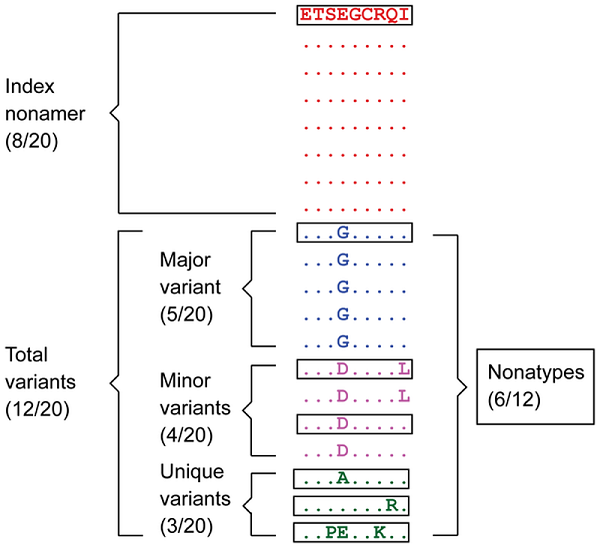 Index
nonamer
(8/20)
ETSEGCRQI
.........
.........
.........
.........
.........
.........
.........
Total
variants
(12/20)
Major
variant
(5/20)
...G.....
...G.....
...G.....
...G.....
...G.....
Minor
variants
(4/20)
...D....L
...D....L
...D.....
...D.....
Unique
variants
(3/20)
...A.....
.......R.
..PE..K..
Nonatypes
(6/12)